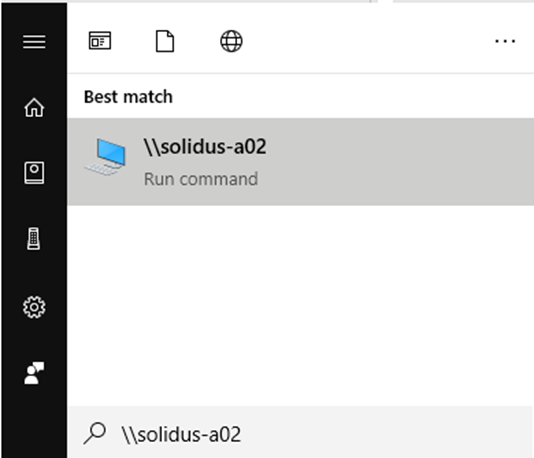 Best match
\\solidus-a02
Run command
\\solidus-a02